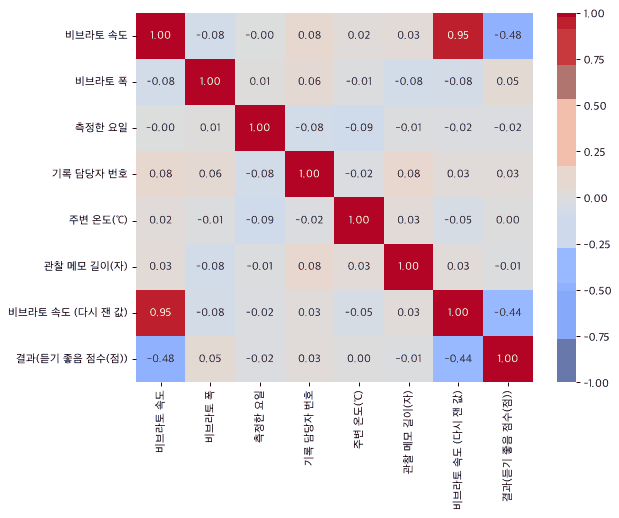 비브라토 속도 1.00 -0.08 -0.00 0.08 0.02 0.03 0.95 -0.48
비브라토 폭 -0.08 1.00 0.01 0.06 -0.01 -0.08 -0.08 0.05
측정한 요일 -0.00 0.01 1.00 -0.08 -0.09 -0.01 -0.02 -0.02
기록 담당자 번호 0.08 0.06 -0.08 1.00 -0.02 0.08 0.03 0.03
주변 온도(℃) 0.02 -0.01 -0.09 -0.02 1.00 0.03 -0.05 0.00
관찰 메모 길이(자) 0.03 -0.08 -0.01 0.08 0.03 1.00 0.03 -0.01
비브라토 속도 (다시 잰 값) 0.95 -0.08 -0.02 0.03 -0.05 0.03 1.00 -0.44
결과(듣기 좋음 점수(점)) -0.48 0.05 -0.02 0.03 0.00 -0.01 -0.44 1.00
비브라토 속도
비브라토 폭
측정한 요일
기록 담당자 번호
주변 온도(℃)
관찰 메모 길이(자)
비브라토 속도 (다시 잰 값)
결과(듣기 좋음 점수(점))
1.00
0.75
0.50
0.25
0.00
-0.25
-0.50
-0.75
-1.00